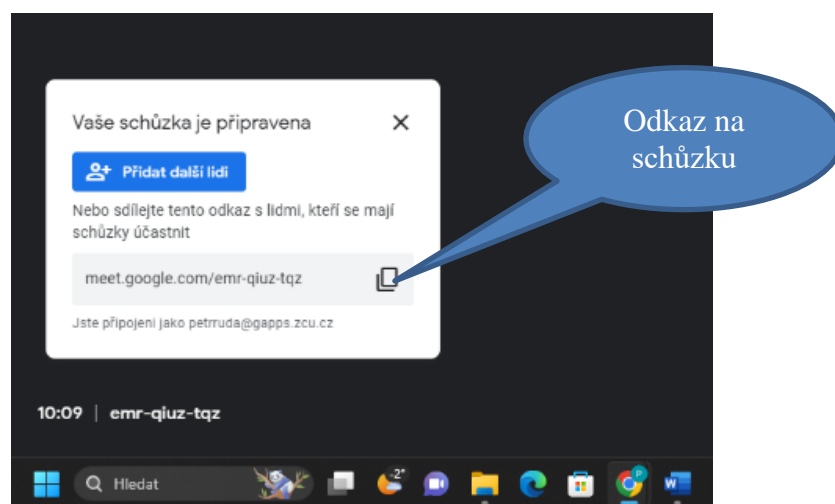 Vaše schůzka je připravena
Odkaz na
schůzku
Přidat další lidi
Nebo sdílejte tento odkaz s lidmi, kteří se mají
schůzky účastnit
meet.google.com/emr-qiuz-tqz
Jste připojeni jako petrruda@gapps.zcu.cz
10:09 | emr-qiuz-tqz
Hledat
-2°
P
W